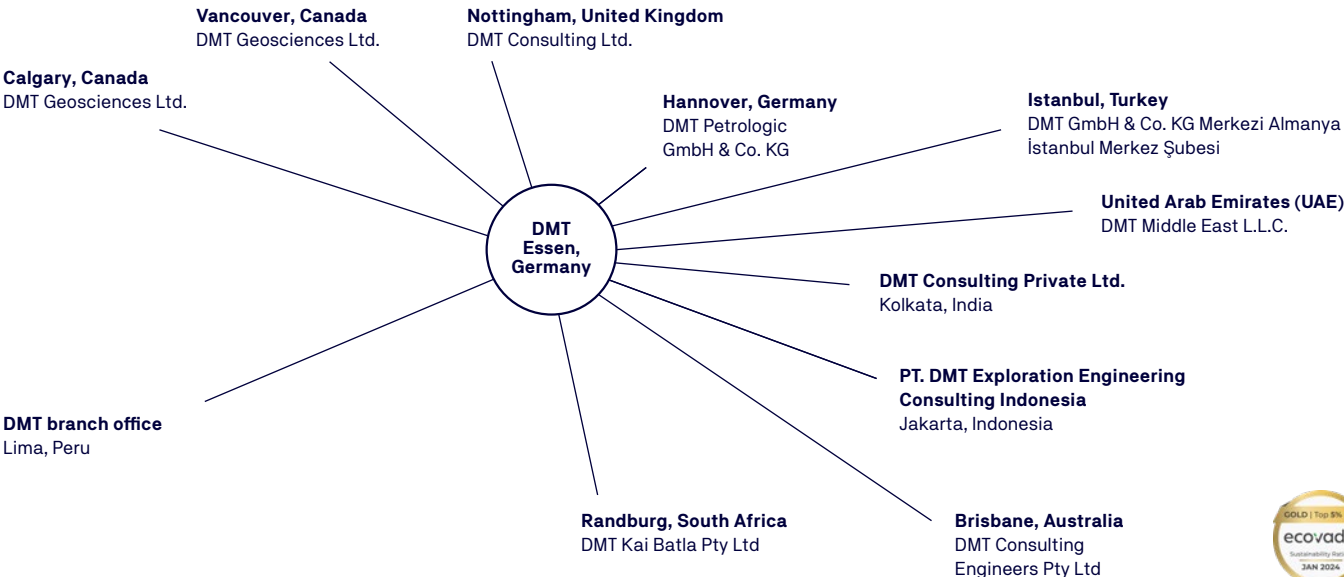 Vancouver, Canada
DMT Geosciences Ltd.
Nottingham, United Kingdom
DMT Consulting Ltd.
Calgary, Canada
DMT Geosciences Ltd.
Hannover, Germany
DMT Petrologic
GmbH & Co. KG
Istanbul, Turkey
DMT GmbH & Co. KG Merkezi Almanya
İstanbul Merkez Şubesi
United Arab Emirates (UAE)
DMT Middle East L.L.C.
DMT
Essen,
Germany
DMT Consulting Private Ltd.
Kolkata, India
PT. DMT Exploration Engineering
Consulting Indonesia
Jakarta, Indonesia
DMT branch office
Lima, Peru
Randburg, South Africa
DMT Kai Batla Pty Ltd
Brisbane, Australia
DMT Consulting
Engineers Pty Ltd
GOLD | Top 5%
ecovad
Sustainability
JAN 2024